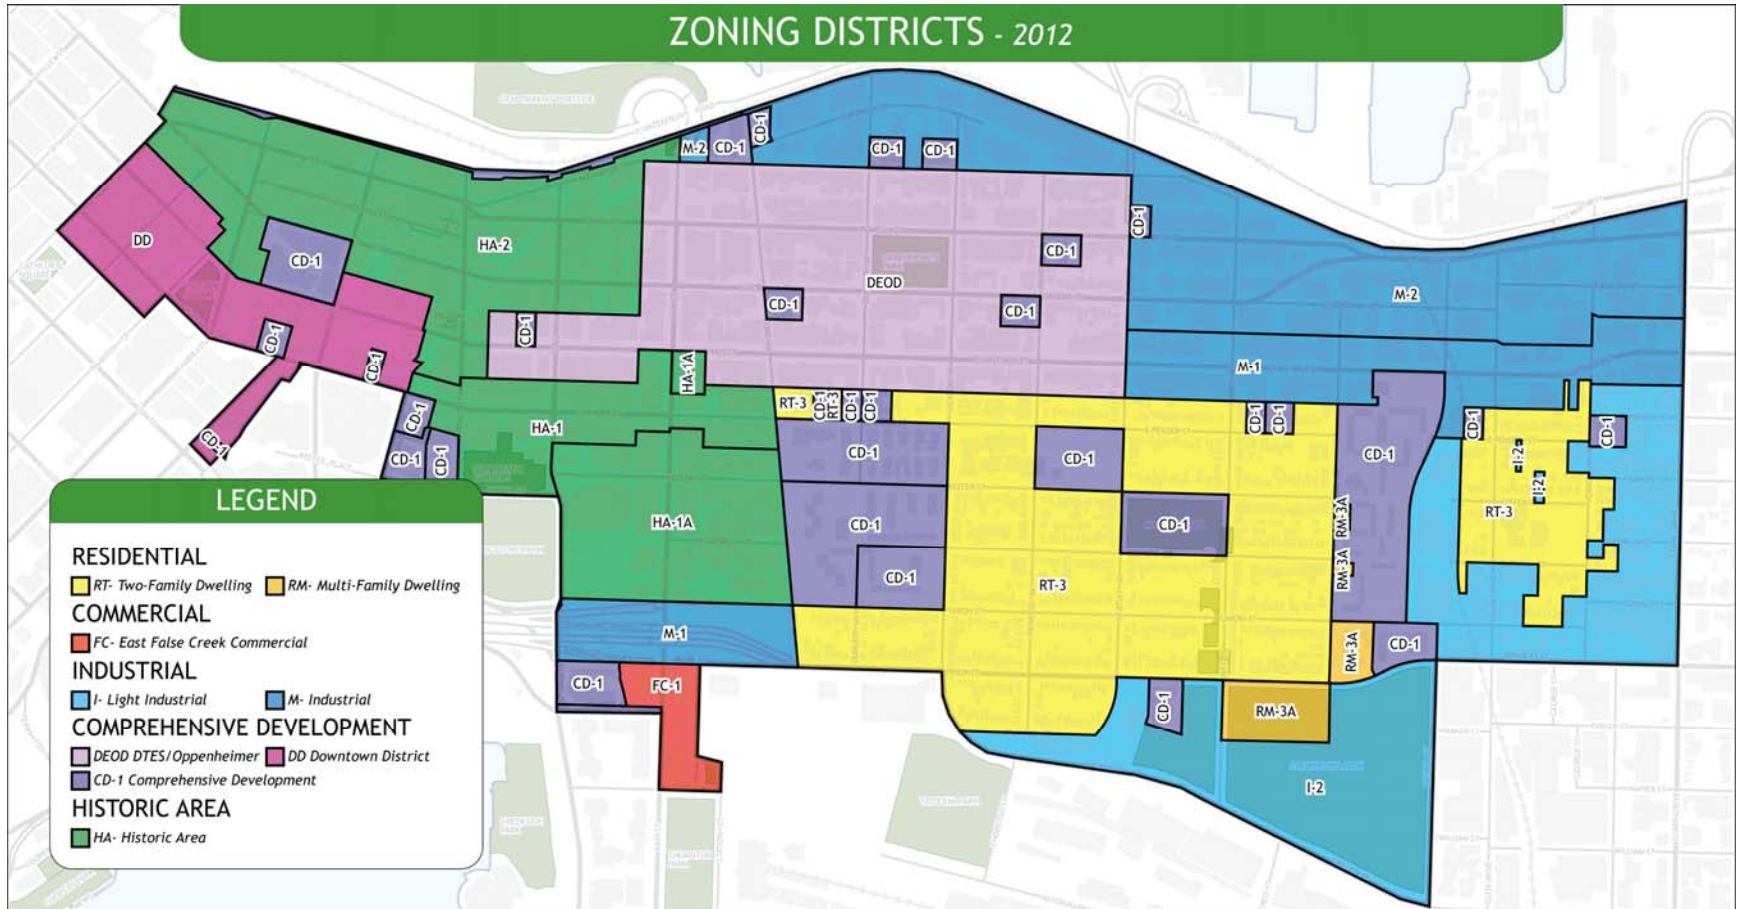 ZONING DISTRICTS - 2012
CD-1
M-2
CD-1
CD-1
CD-1
CD-1
DD
HA-2
CD-1
CD-1
DEOD
CD-1
M-2
CD-1
CD-1
CD-1
CD-1
CD-1
HA-1A
M-1
RT-3
CD-1
RT-3
CD-1
CD-1
CD-1
CD-1
CD-1
CD-1
CD-1
HA-1
CD-1
CD-1
CD-1
CD-1
CD-1
CD-1
I-2
I-2
RT-3
HA-1A
CD-1
CD-1
RM-3A
RM-3A
CD-1
RT-3
M-1
RM-3A
CD-1
CD-1
FC-1
CD-1
RM-3A
I-2
LEGEND
RESIDENTIAL
RT- Two-Family Dwelling RM- Multi-Family Dwelling
COMMERCIAL
FC- East False Creek Commercial
INDUSTRIAL
I- Light Industrial M- Industrial
COMPREHENSIVE DEVELOPMENT
DEOD DTES/Oppenheimer DD Downtown District
CD-1 Comprehensive Development
HISTORIC AREA
HA- Historic Area